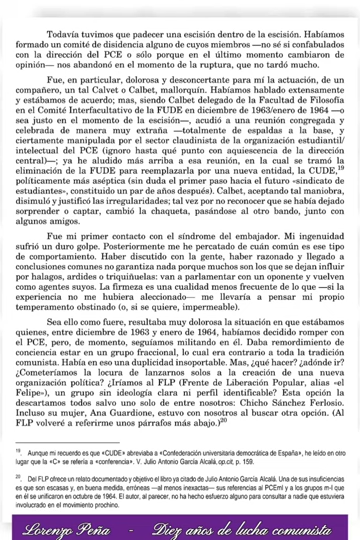 Todavía tuvimos que padecer una escisión dentro de la escisión. Habíamos
formado un comité de disidencia alguno de cuyos miembros —no sé si confabulados
con la dirección del PCE o sólo porque en el último momento cambiaron de
opinión— nos abandonó en el momento de la ruptura, que no tardó mucho.
Fue, en particular, dolorosa y desconcertante para mí la actuación, de un
compañero, un tal Calvet o Calbet, mallorquín. Habíamos hablado extensamente
y estábamos de acuerdo; mas, siendo Calbet delegado de la Facultad de Filosofía
en el Comité Interfacultativo de la FUDE en diciembre de 1963/enero de 1964 —o
sea justo en el momento de la escisión—, acudió a una reunión congregada y
celebrada de manera muy extraña —totalmente de espaldas a la base, y
ciertamente manipulada por el sector claudinista de la organización estudiantil/
intelectual del PCE (ignoro hasta qué punto con aquiescencia de la dirección
central)—; ya he aludido más arriba a esa reunión, en la cual se tramó la
eliminación de la FUDE para reemplazarla por una nueva entidad, la CUDE,19
políticamente más aséptica (sin duda el primer paso hacia el futuro «sindicato de
estudiantes», constituido un par de años después). Calbet, aceptando tal maniobra,
disimuló y justificó las irregularidades; tal vez por no reconocer que se había dejado
sorprender o captar, cambió la chaqueta, pasándose al otro bando, junto con
algunos amigos.
Fue mi primer contacto con el síndrome del embajador. Mi ingenuidad
sufrió un duro golpe. Posteriormente me he percatado de cuán común es ese tipo
de comportamiento. Haber discutido con la gente, haber razonado y llegado a
conclusiones comunes no garantiza nada porque muchos son los que se dejan influir
por halagos, ardides o triquiñuelas: van a parlamentar con un oponente y vuelven
como agentes suyos. La firmeza es una cualidad menos frecuente de lo que —si la
experiencia no me hubiera aleccionado— me llevaría a pensar mi propio
temperamento obstinado (o, si se quiere, impermeable).
Sea ello como fuere, resultaba muy dolorosa la situación en que estábamos
quienes, entre diciembre de 1963 y enero de 1964, habíamos decidido romper con
el PCE, pero, de momento, seguíamos militando en él. Daba remordimiento de
conciencia estar en un grupo fraccional, lo cual era contrario a toda la tradición
comunista. Había en eso una duplicidad insoportable. Mas, ¿qué hacer? ¿adónde ir?
¿Cometeríamos la locura de lanzarnos solos a la creación de una nueva
organización política? ¿Iríamos al FLP (Frente de Liberación Popular, alias «el
Felipe»), un grupo sin ideología clara ni perfil identificable? Esta opción la
descartamos todos salvo uno solo de entre nosotros: Chicho Sánchez Ferlosio.
Incluso su mujer, Ana Guardione, estuvo con nosotros al buscar otra opción. (Al
FLP volveré a referirme unos párrafos más abajo.)20
19. Aunque mi recuerdo es que «CUDE» abreviaba a «Confederación universitaria democrática de España», he leído en otro
lugar que la «C» se refería a «conferencia». V. Julio Antonio García Alcalá, op.cit. p. 159.
20. Del FLP ofrece un relato documentado y objetivo el libro ya citado de Julio Antonio García Alcalá. Una de sus insuficiencias
es que son escasas y, en buena medida, erróneas —al menos inexactas— sus referencias al PCEml y a los grupos m-l que
en él se unificaron en octubre de 1964. El autor, al parecer, no ha hecho esfuerzo alguno para consultar a nadie que estuviera
involucrado en el movimiento prochino.
Lorenzo Peña - Diez años de lucha comunista